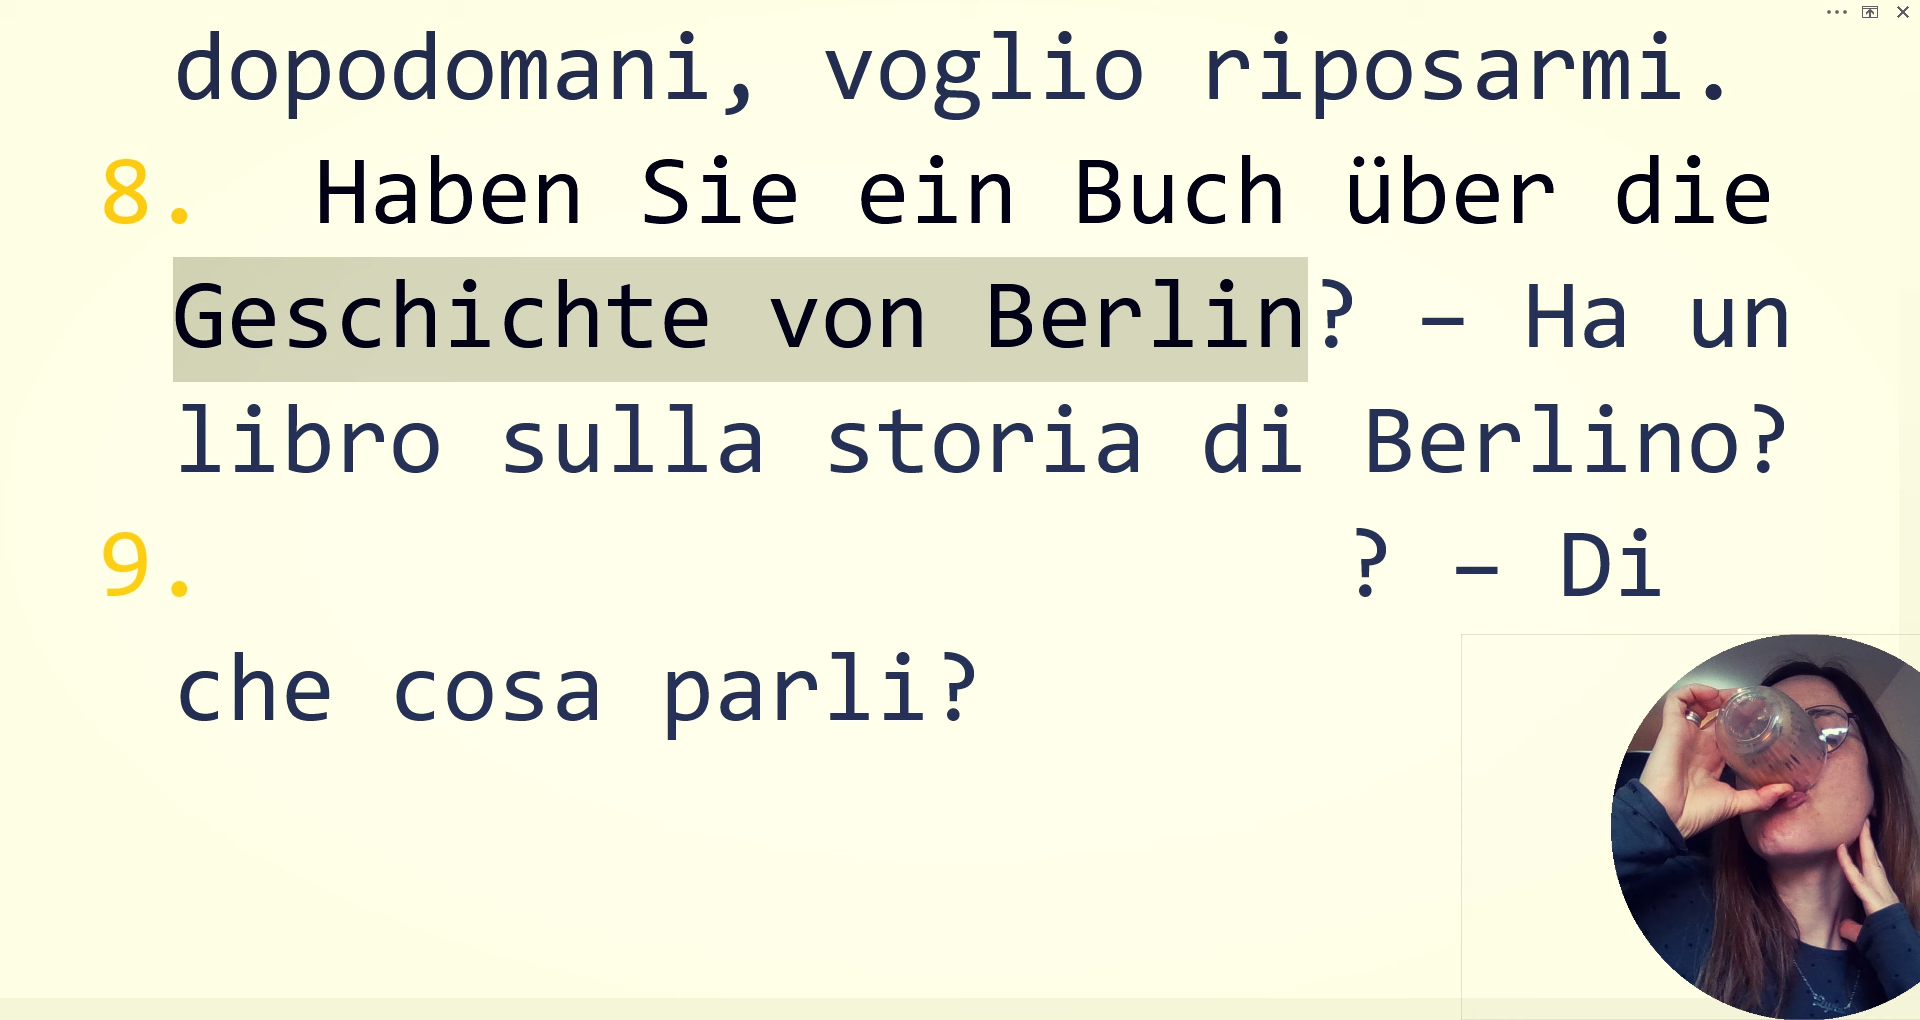 dopodomani, voglio riposarmi.
8. Haben Sie ein Buch über die
Geschichte von Berlin? – Ha un
libro sulla storia di Berlino?
9. ? – Di
che cosa parli?